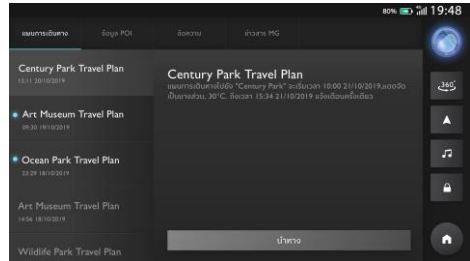 80% 19:48
แผนการเดินทาง ข้อมูล POI ข้อความ ข่าวสาร MG
Century Park Travel Plan
12:11 20/10/2019
Art Museum Travel Plan
09:30 19/10/2019
Ocean Park Travel Plan
23:29 18/10/2019
Art Museum Travel Plan
14:56 18/10/2019
Wildlife Park Travel Plan
Century Park Travel Plan
แผนการเดินทางไปยัง "Century Park" จะเริ่มเวลา 10:00 21/10/2019,แดดจัด
เป็นบางส่วน, 30°C. ถึงเวลา 15:34 21/10/2019 แจ้งเตือนครั้งเดียว
นำทาง
360°